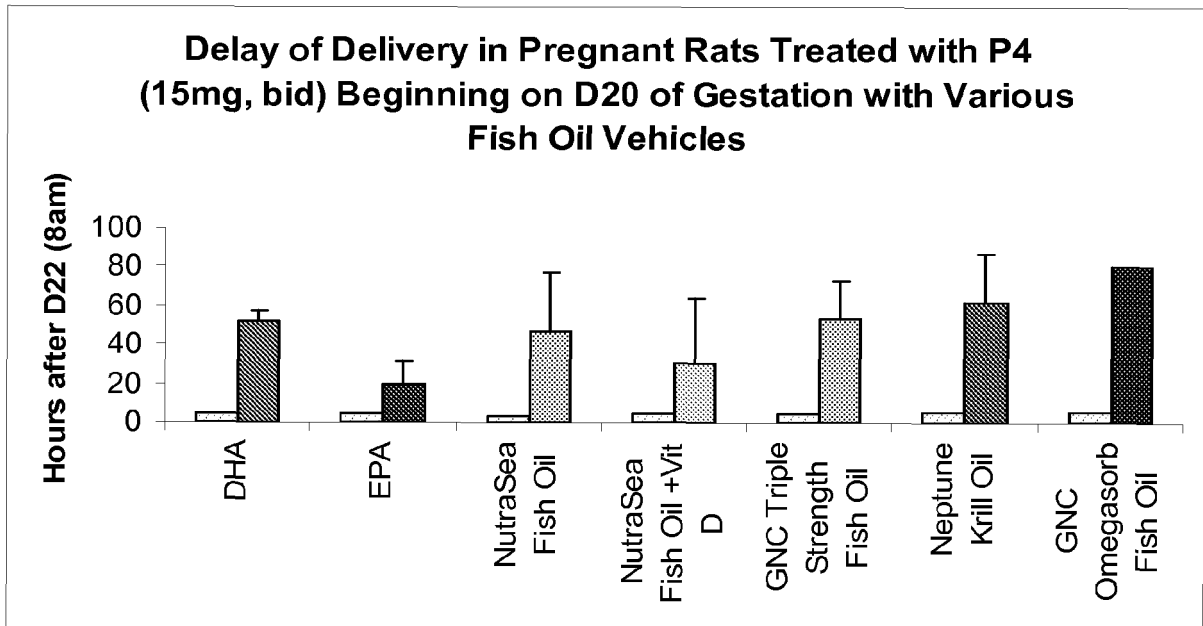 Delay of Delivery in Pregnant Rats Treated with P4
(15mg, bid) Beginning on D20 of Gestation with Various
Fish Oil Vehicles
Hours after D22 (8am)
100
80
60
40
20
0
DHA
EPA
NutraSea
Fish Oil
NutraSea
Fish Oil +Vit
D
GNC Triple
Strength
Fish Oil
Neptune
Krill Oil
GNC
Omegasorb
Fish Oil